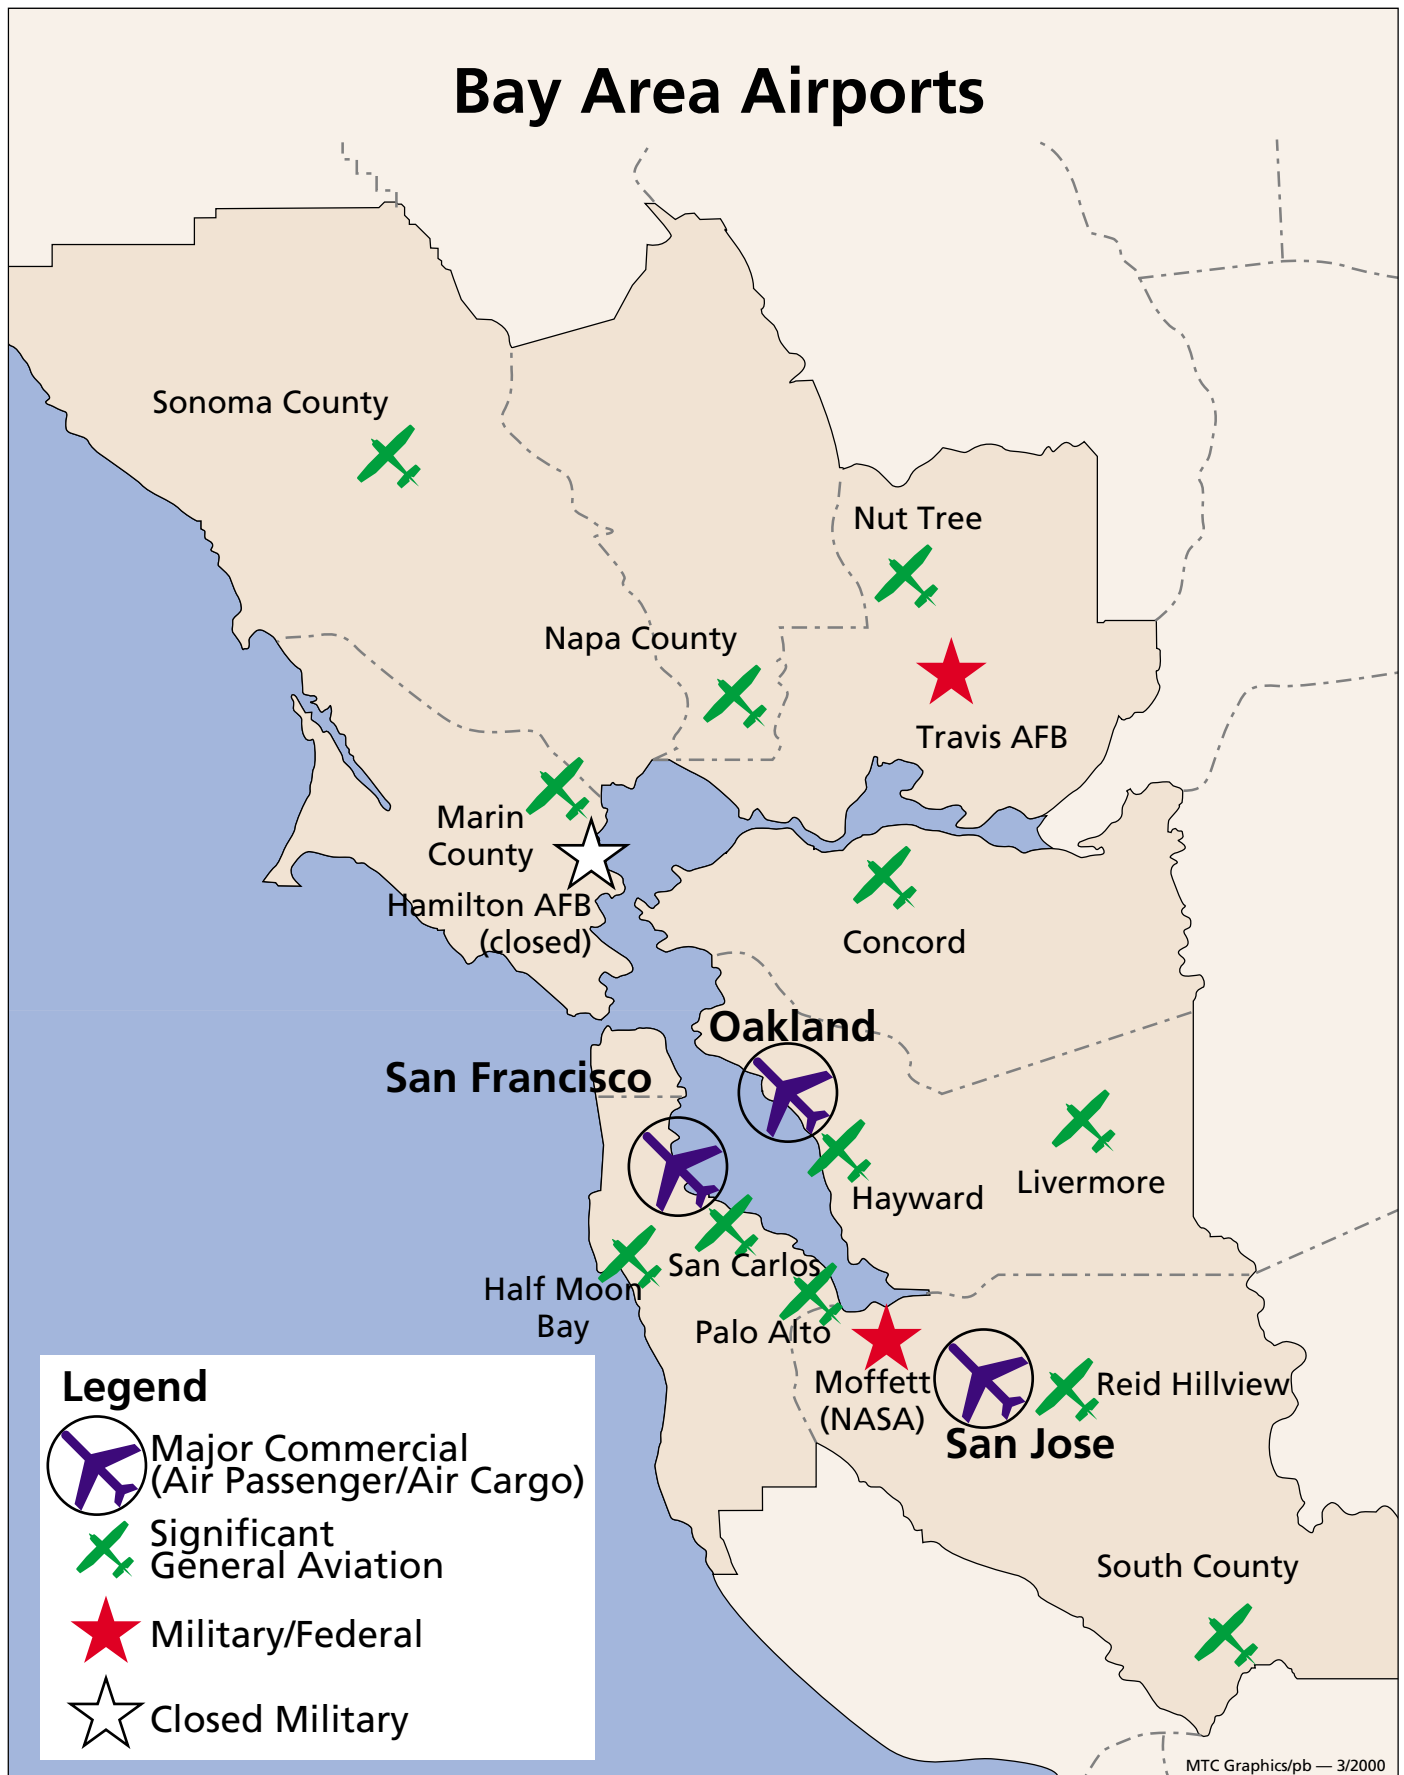 Bay Area Airports
Sonoma County
Nut Tree
Napa County
Travis AFB
Marin
County
Hamilton AFB
(closed)
Concord
Oakland
San Francisco
Hayward
Livermore
San Carlos
Half Moon
Bay
Palo Alto
Moffett
(NASA)
Reid Hillview
San Jose
South County
Legend
Major Commercial
(Air Passenger/Air Cargo)
Significant
General Aviation
Military/Federal
Closed Military
MTC Graphics/pb — 3/2000